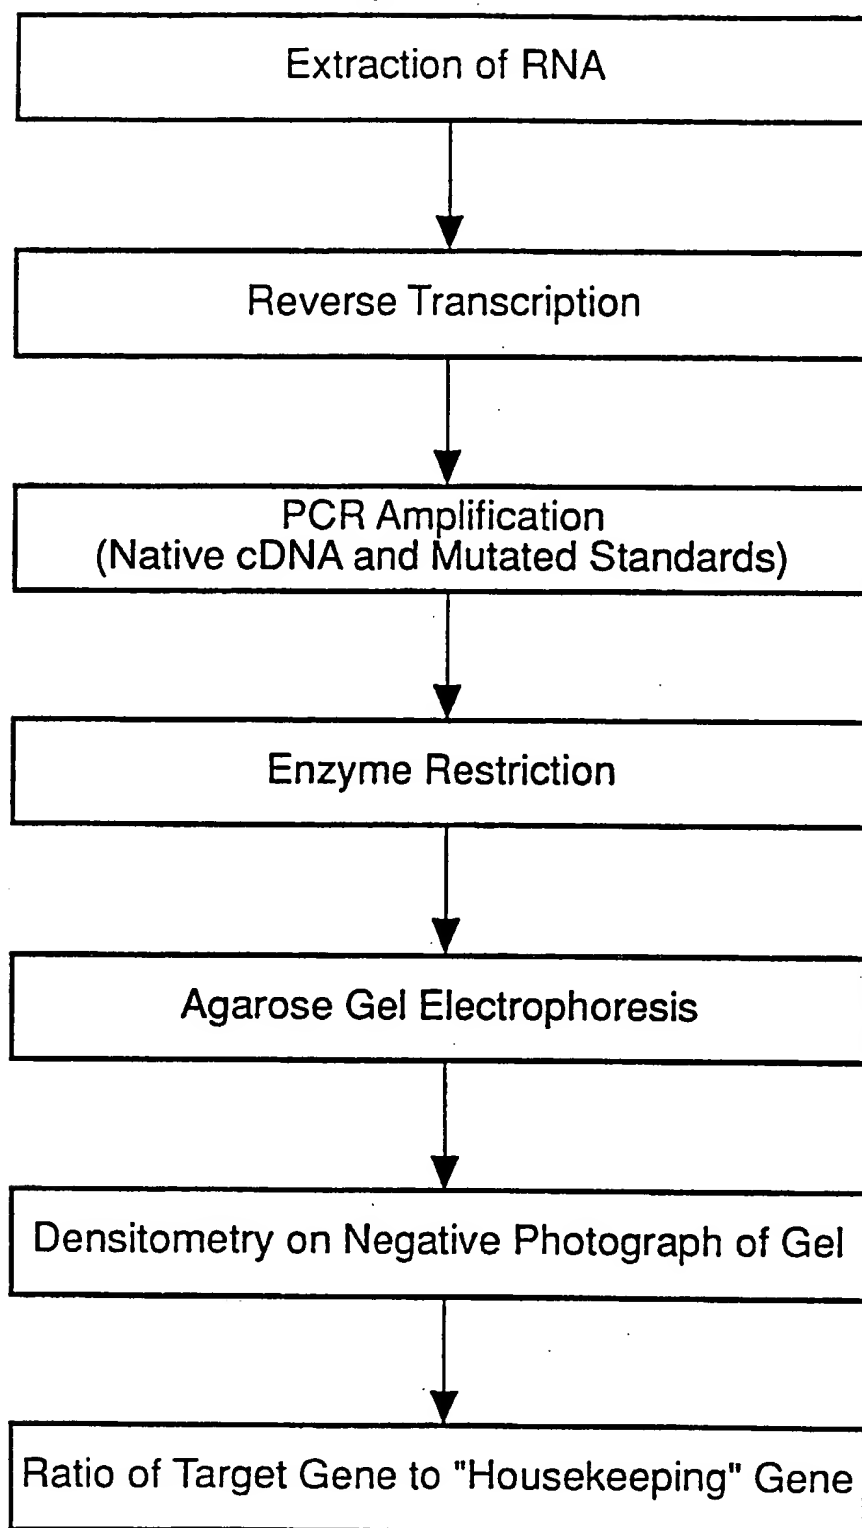 Extraction of RNA
Reverse Transcription
PCR Amplification
(Native cDNA and Mutated Standards)
Enzyme Restriction
Agarose Gel Electrophoresis
Densitometry on Negative Photograph of Gel
Ratio of Target Gene to "Housekeeping" Gene